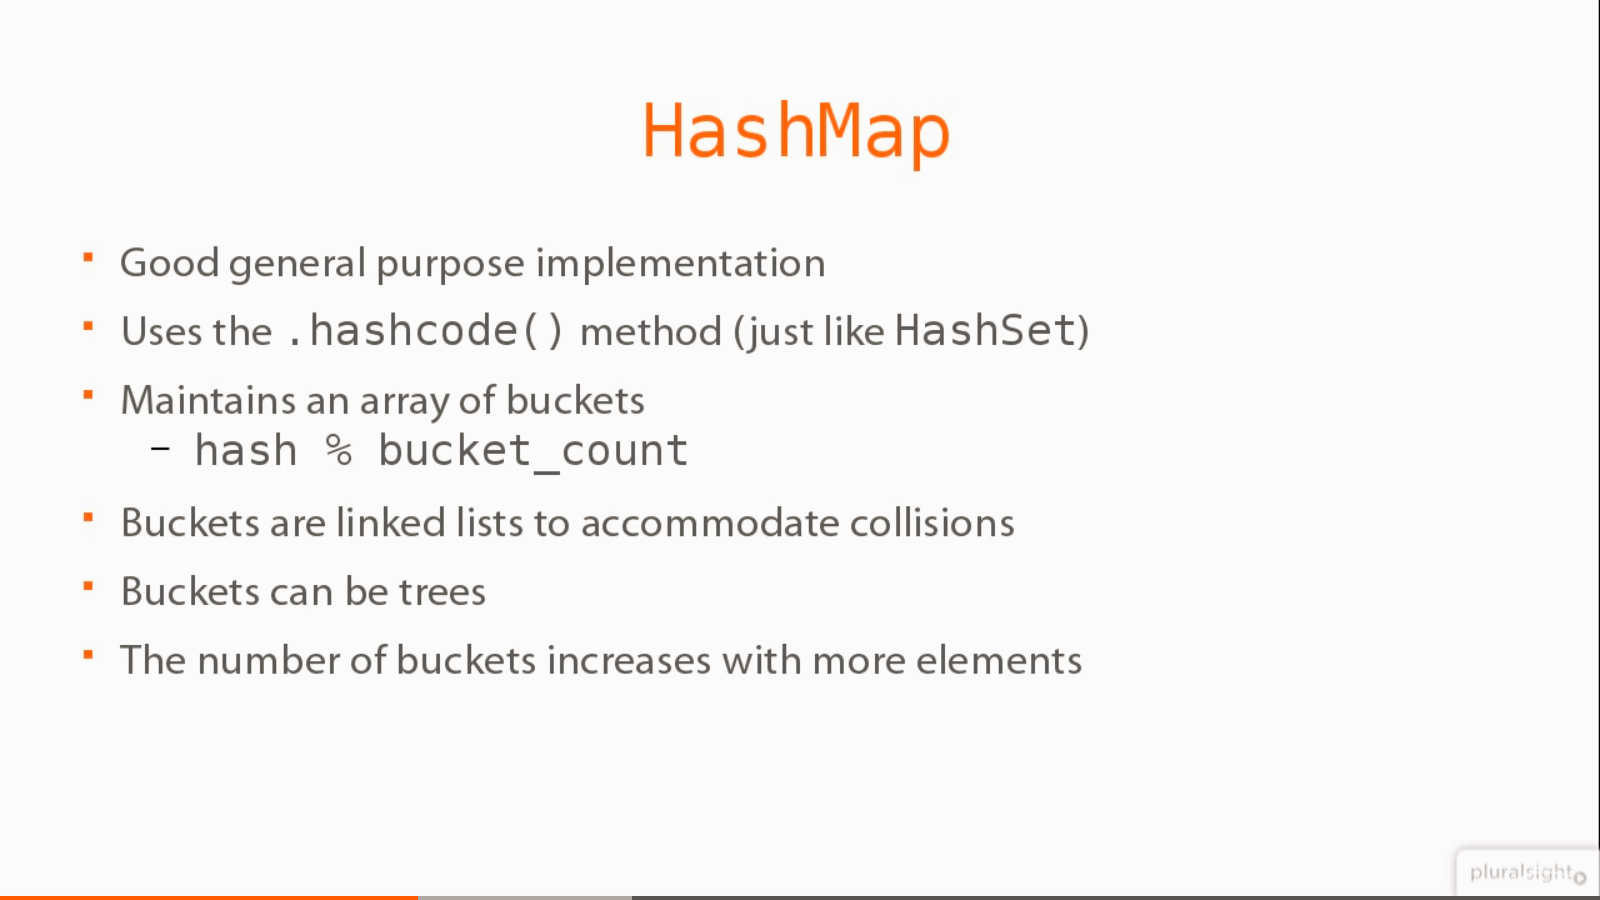 HashMap
Good general purpose implementation
Uses the .hashcode() method (just like HashSet)
Maintains an array of buckets
– hash % bucket_count
Buckets are linked lists to accommodate collisions
Buckets can be trees
The number of buckets increases with more elements
pluralsight